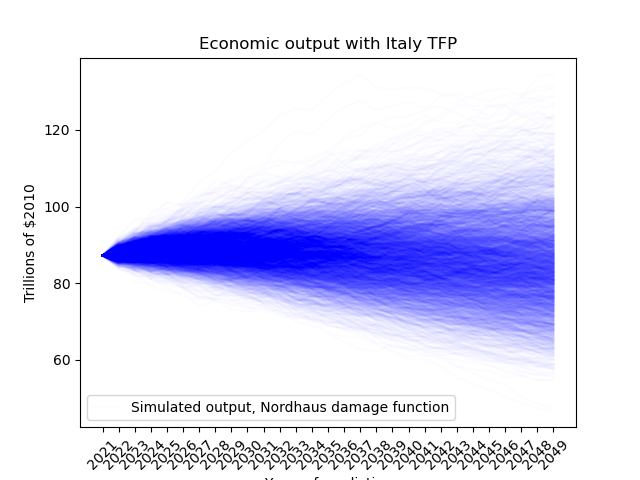 Economic output with Italy TFP
Trillions of $2010
120
100
80
60
Simulated output, Nordhaus damage function
2021 2022 2023 2024 2025 2026 2027 2028 2029 2030 2031 2032 2033 2034 2035 2036 2037 2038 2039 2040 2041 2042 2043 2044 2045 2046 2047 2048 2049